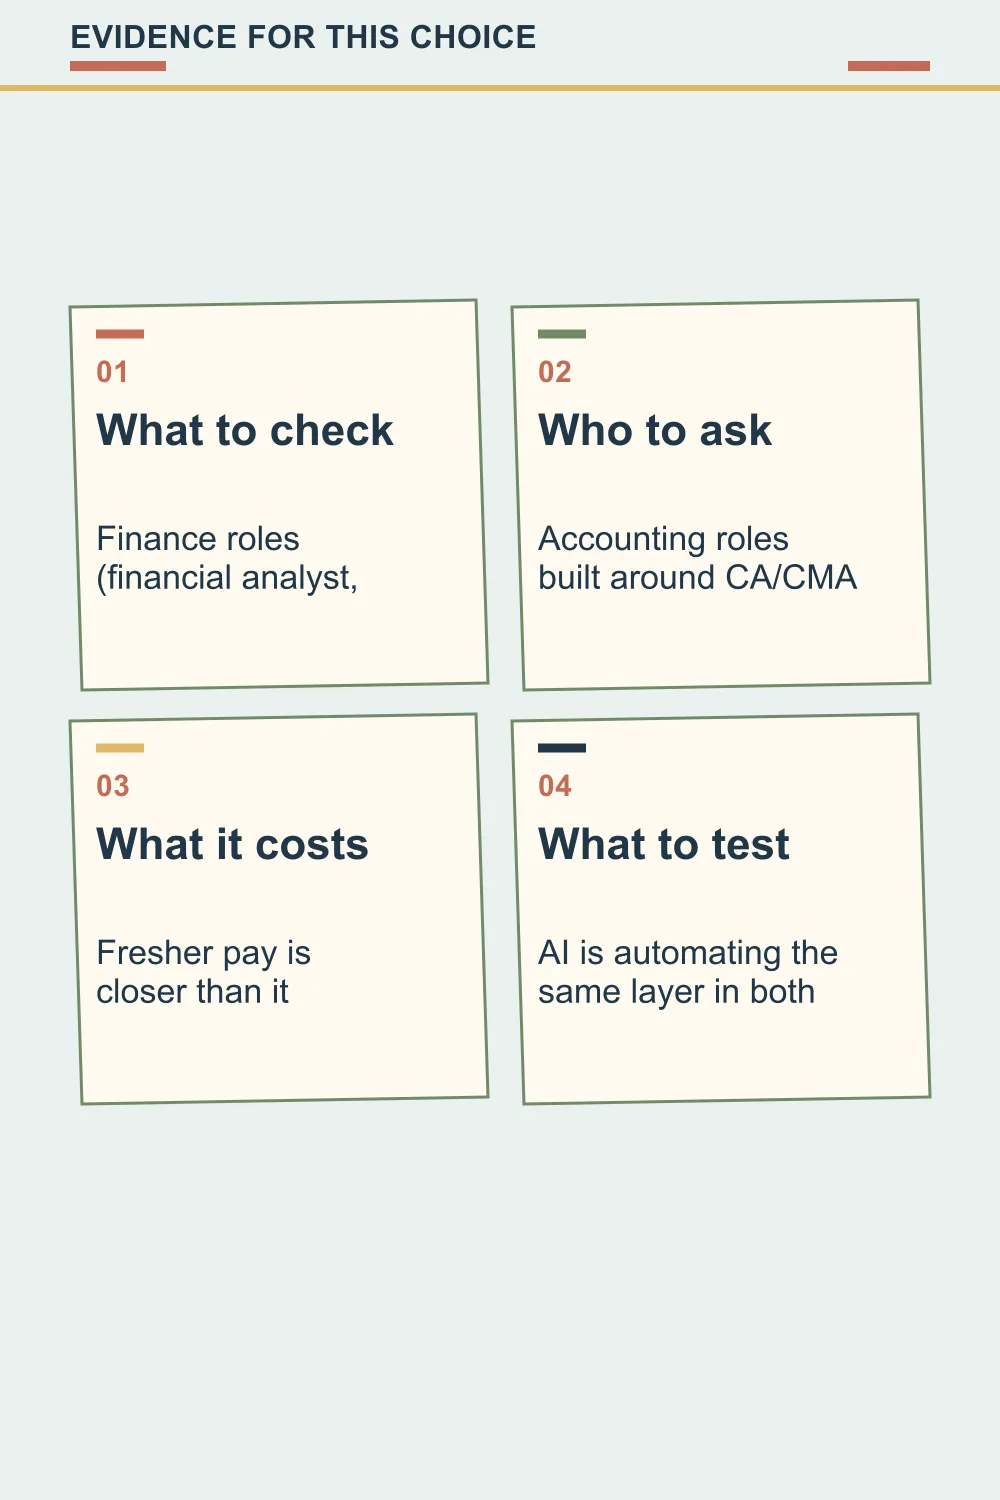 EVIDENCE FOR THIS CHOICE
01
What to check
Finance roles
(financial analyst,
02
Who to ask
Accounting roles
built around CA/CMA
03
What it costs
Fresher pay is
closer than it
04
What to test
AI is automating the
same layer in both